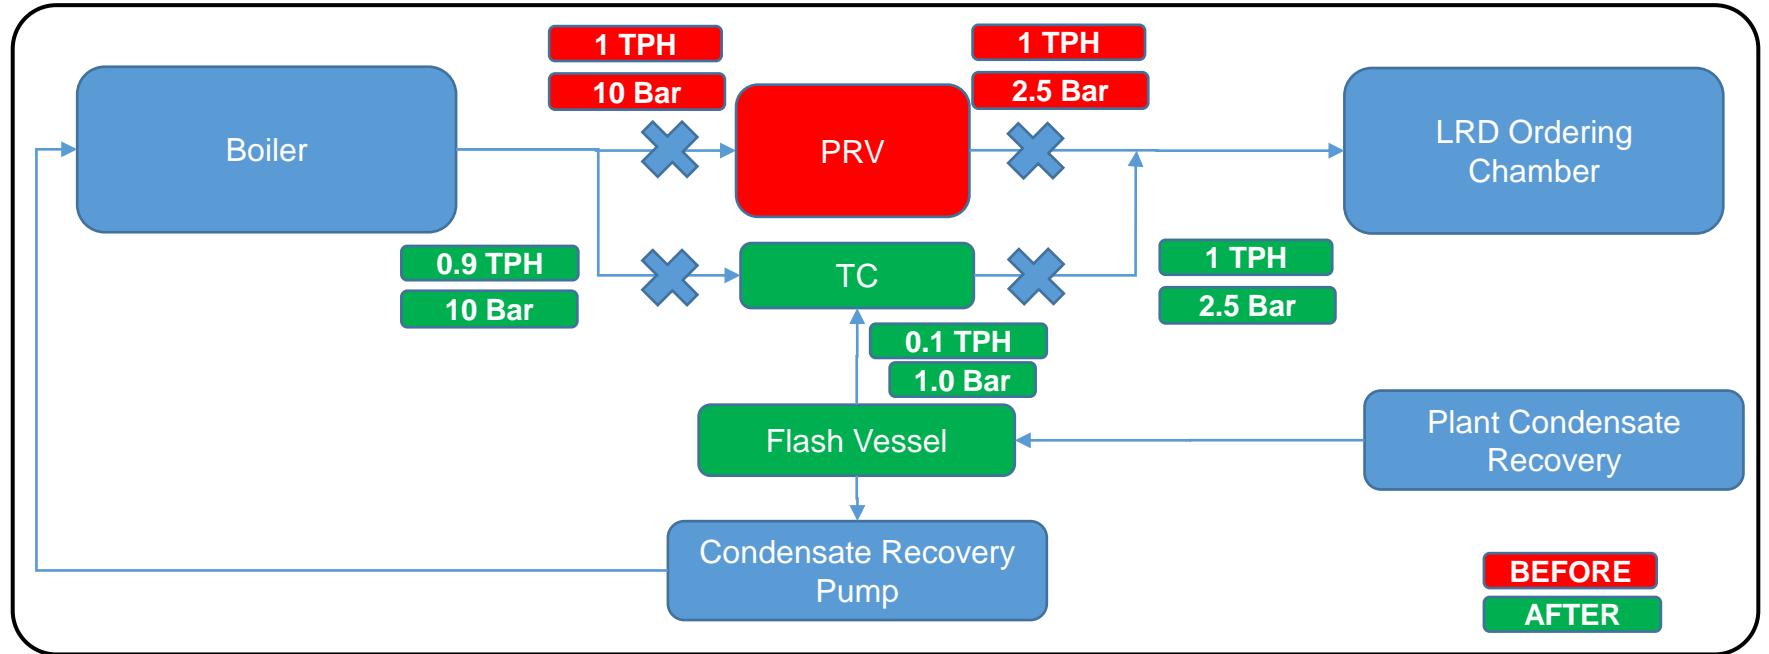 1 TPH
10 Bar
1 TPH
2.5 Bar
Boiler
PRV
LRD Ordering
Chamber
0.9 TPH
10 Bar
TC
1 TPH
2.5 Bar
0.1 TPH
1.0 Bar
Flash Vessel
Plant Condensate
Recovery
Condensate Recovery
Pump
BEFORE
AFTER